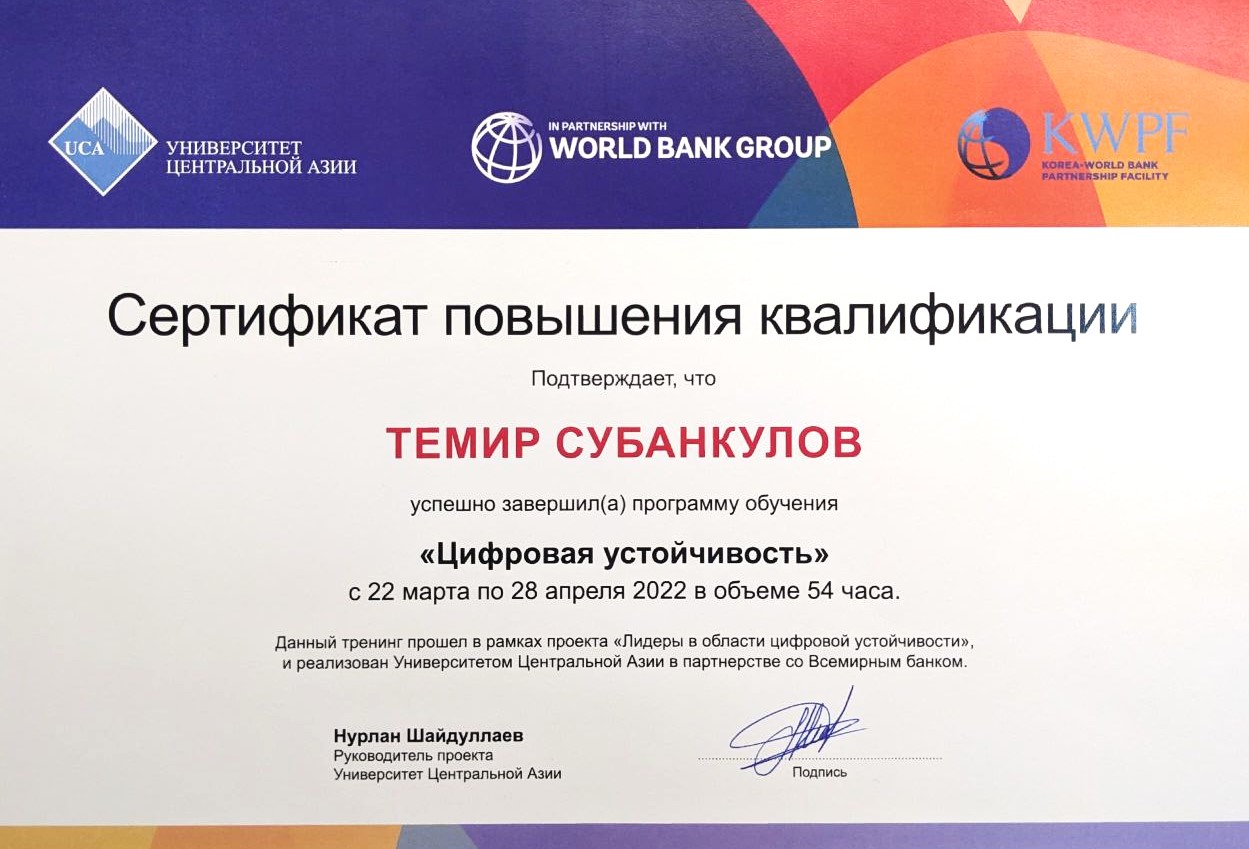 UCA
УНИВЕРСИТЕТ
ЦЕНТРАЛЬНОЙ АЗИИ
IN PARTNERSHIP WITH
WORLD BANK GROUP
KWPF
KOREA-WORLD BANK
PARTNERSHIP FACILITY
Сертификат повышения квалификации
Подтверждает, что
ТЕМИР СУБАНКУЛОВ
успешно завершил(а) программу обучения
«Цифровая устойчивость»
с 22 марта по 28 апреля 2022 в объеме 54 часа.
Данный тренинг прошел в рамках проекта «Лидеры в области цифровой устойчивости»,
и реализован Университетом Центральной Азии в партнерстве со Всемирным банком.
Нурлан Шайдуллаев
Руководитель проекта
Университет Центральной Азии
Подпись